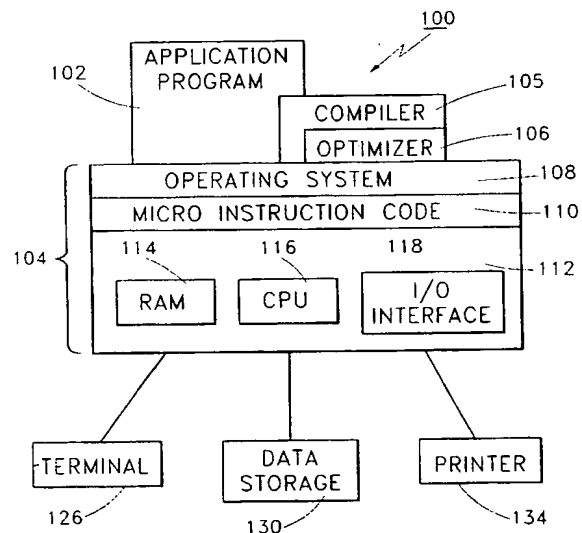 100
APPLICATION
PROGRAM
102
105
COMPILER
106
OPTIMIZER
OPERATING SYSTEM
108
MICRO INSTRUCTION CODE
110
104
114
116
118
112
RAM
CPU
I/O
INTERFACE
TERMINAL
DATA
STORAGE
PRINTER
126
130
134